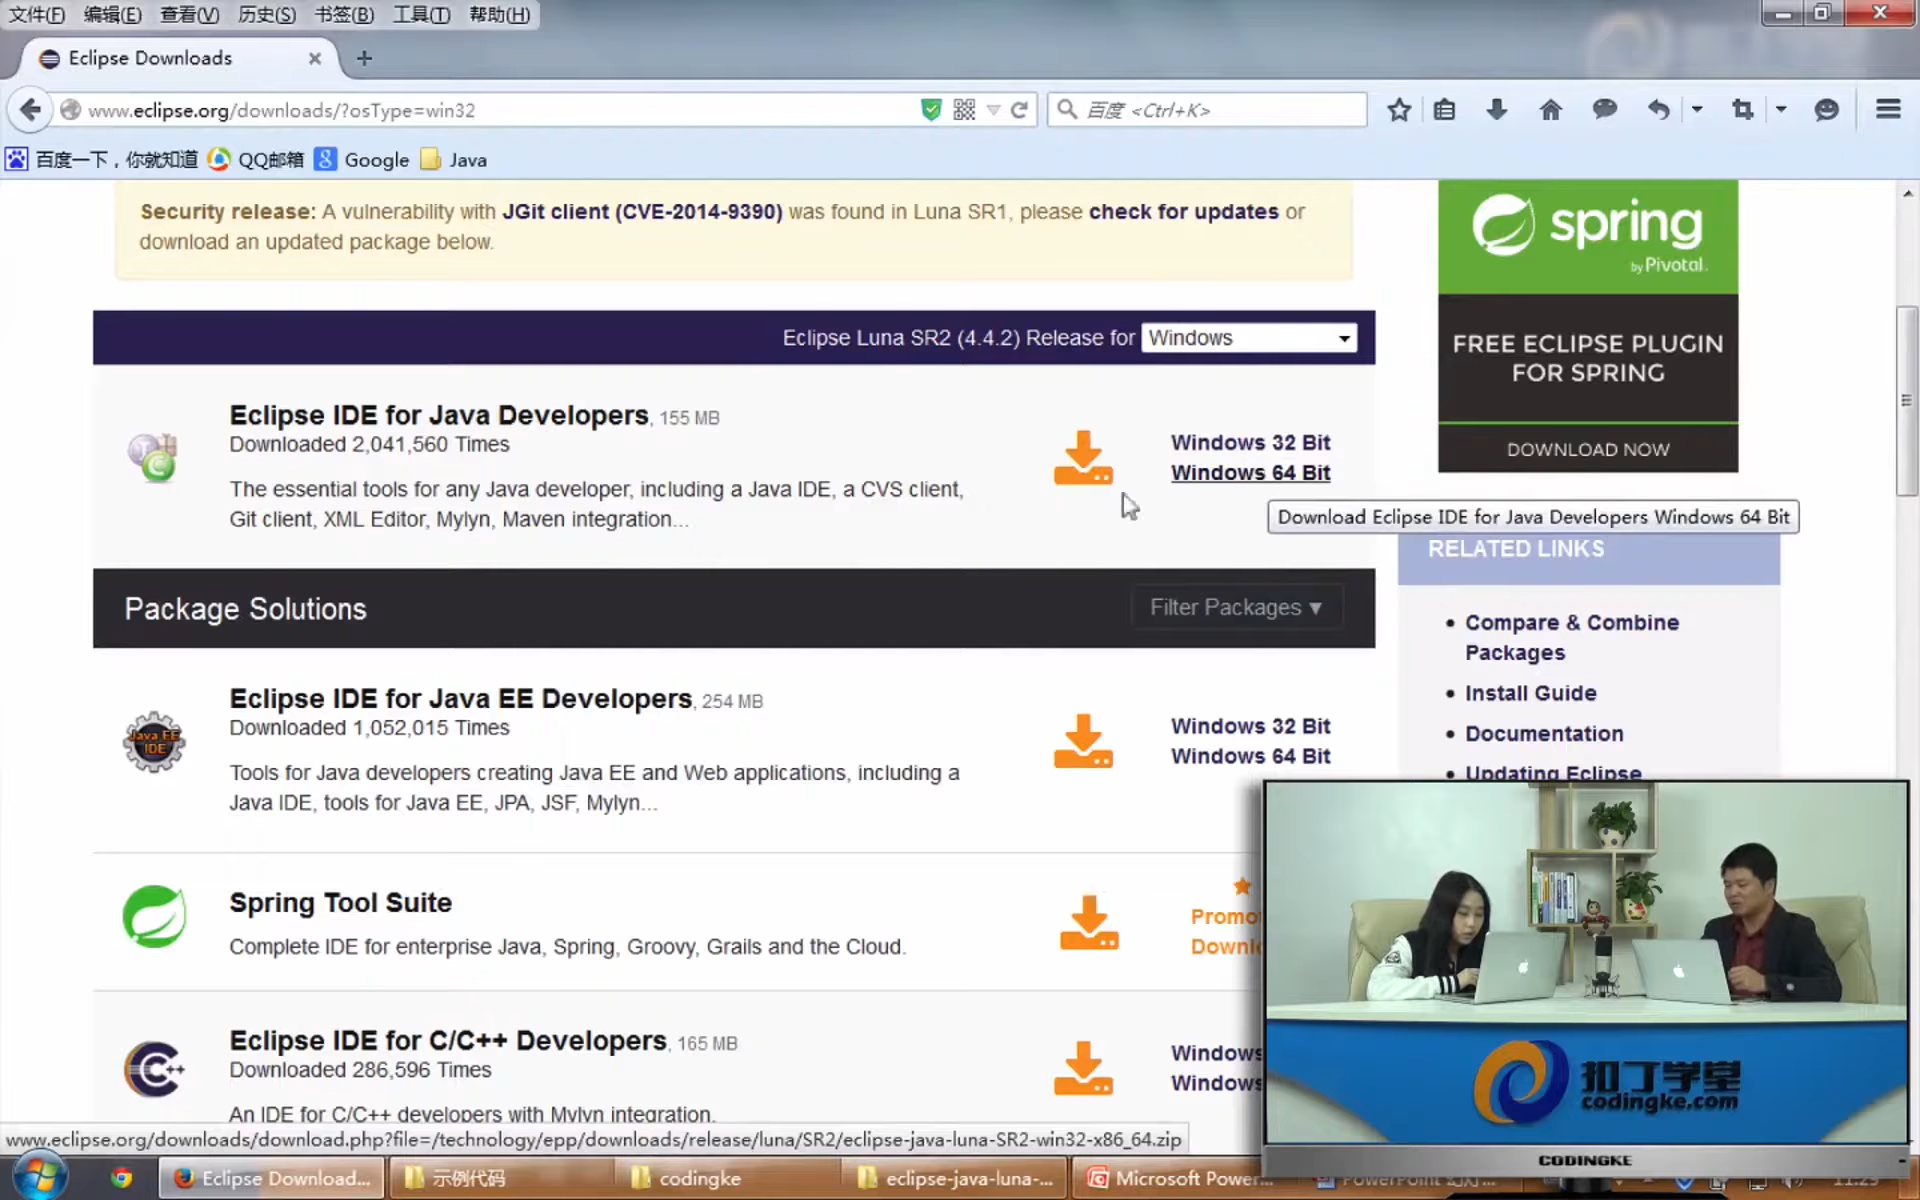 文件(F) 编辑(E) 查看(V) 历史(S) 书签(B) 工具(T) 帮助(H)
Eclipse Downloads
www.eclipse.org/downloads/?osType=win32
百度 <Ctrl+K>
百度一下，你就知道 QQ邮箱 Google Java
Security release: A vulnerability with JGit client (CVE-2014-9390) was found in Luna SR1, please check for updates or
download an updated package below.
spring
by Pivotal.
FREE ECLIPSE PLUGIN
FOR SPRING
DOWNLOAD NOW
Eclipse Luna SR2 (4.4.2) Release for Windows
Eclipse IDE for Java Developers, 155 MB
Downloaded 2,041,560 Times
The essential tools for any Java developer, including a Java IDE, a CVS client,
Git client, XML Editor, Mylyn, Maven integration...
Windows 32 Bit
Windows 64 Bit
Download Eclipse IDE for Java Developers Windows 64 Bit
RELATED LINKS
Compare & Combine
Packages
Install Guide
Documentation
Updating Eclipse
Package Solutions
Filter Packages ▼
Java EE
IDE
Eclipse IDE for Java EE Developers, 254 MB
Downloaded 1,052,015 Times
Tools for Java developers creating Java EE and Web applications, including a
Java IDE, tools for Java EE, JPA, JSF, Mylyn...
Windows 32 Bit
Windows 64 Bit
Spring Tool Suite
Complete IDE for enterprise Java, Spring, Groovy, Grails and the Cloud.
Promo
Downl
Eclipse IDE for C/C++ Developers, 165 MB
Downloaded 286,596 Times
An IDE for C/C++ developers with Mylyn integration.
Windows
Windows
扣丁学堂
codingke.com
CODINGKE
www.eclipse.org/downloads/download.php?file=/technology/epp/downloads/release/luna/SR2/eclipse-java-luna-SR2-win32-x86_64.zip
Eclipse Download...
示例代码
codingke
eclipse-java-luna-...
Microsoft Power...